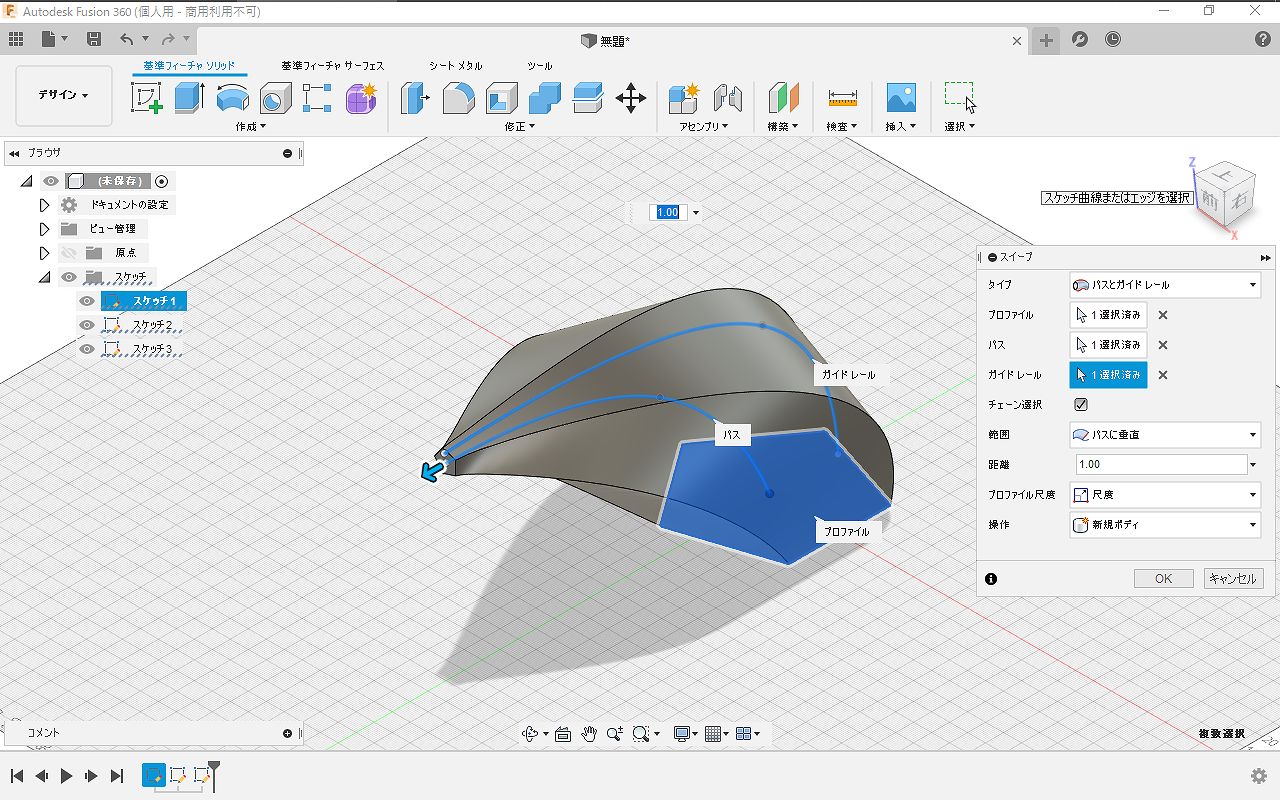 Autodesk Fusion 360 (個人用 - 商用利用不可)
無題*
基準フィーチャ ソリッド
基準フィーチャ サーフェス
シート メタル
ツール
デザイン
作成
修正
アセンブリ
構築
検査
挿入
選択
ブラウザ
(未保存)
ドキュメントの設定
ビュー管理
原点
スケッチ
スケッチ1
スケッチ2
スケッチ3
1.00
Z
上
前
右
X
スケッチ曲線またはエッジを選択
ガイド レール
パス
プロファイル
スイープ
タイプ
パスとガイド レール
プロファイル
1 選択済み
パス
1 選択済み
ガイド レール
1 選択済み
チェーン選択
範囲
パスに垂直
距離
1.00
プロファイル尺度
尺度
操作
新規ボディ
OK
キャンセル
コメント
複数選択